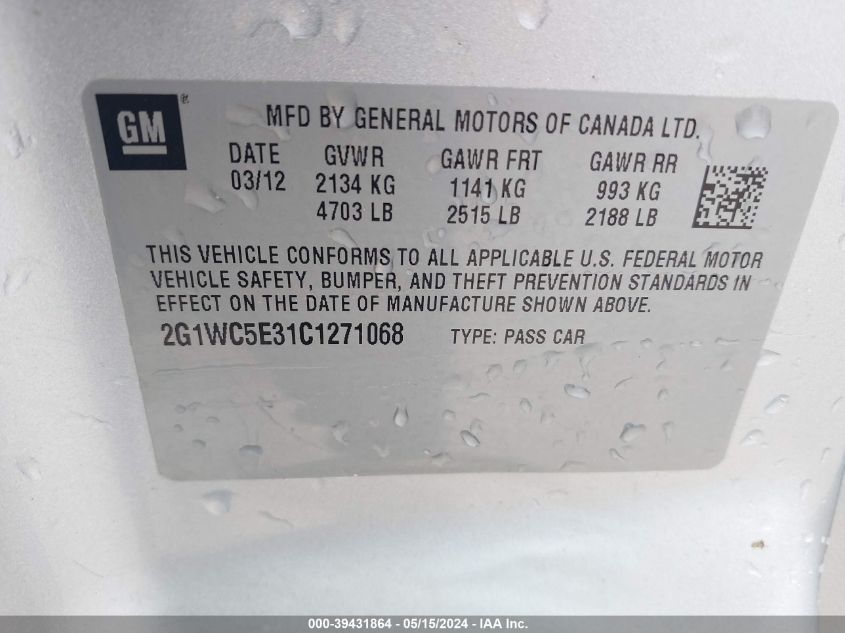 GM ®
MFD BY GENERAL MOTORS OF CANADA LTD.
DATE GVWR GAWR FRT GAWR RR
03/12 2134 KG 1141 KG 993 KG
4703 LB 2515 LB 2188 LB
THIS VEHICLE CONFORMS TO ALL APPLICABLE U.S. FEDERAL MOTOR
VEHICLE SAFETY, BUMPER, AND THEFT PREVENTION STANDARDS IN
EFFECT ON THE DATE OF MANUFACTURE SHOWN ABOVE.
2G1WC5E31C1271068 TYPE: PASS CAR
000-39431864 - 05/15/2024 - IAA Inc.